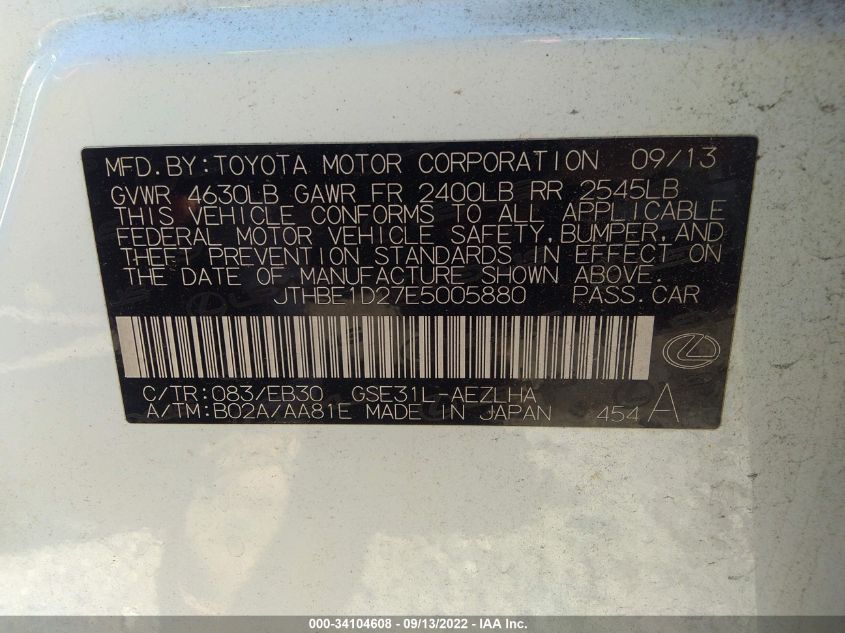 MFD. BY: TOYOTA MOTOR CORPORATION 09/13
GVWR 4630LB GAWR FR 2400LB RR 2545LB
THIS VEHICLE CONFORMS TO ALL APPLICABLE
FEDERAL MOTOR VEHICLE SAFETY, BUMPER, AND
THEFT PREVENTION STANDARDS IN EFFECT ON
THE DATE OF MANUFACTURE SHOWN ABOVE.
JTHBE1D27E5005880 PASS. CAR
C/TR: 083/EB30 GSE31L-AEZLHA
A/TM: B02A/AA81E MADE IN JAPAN 454 A
000-34104608 - 09/13/2022 - IAA Inc.